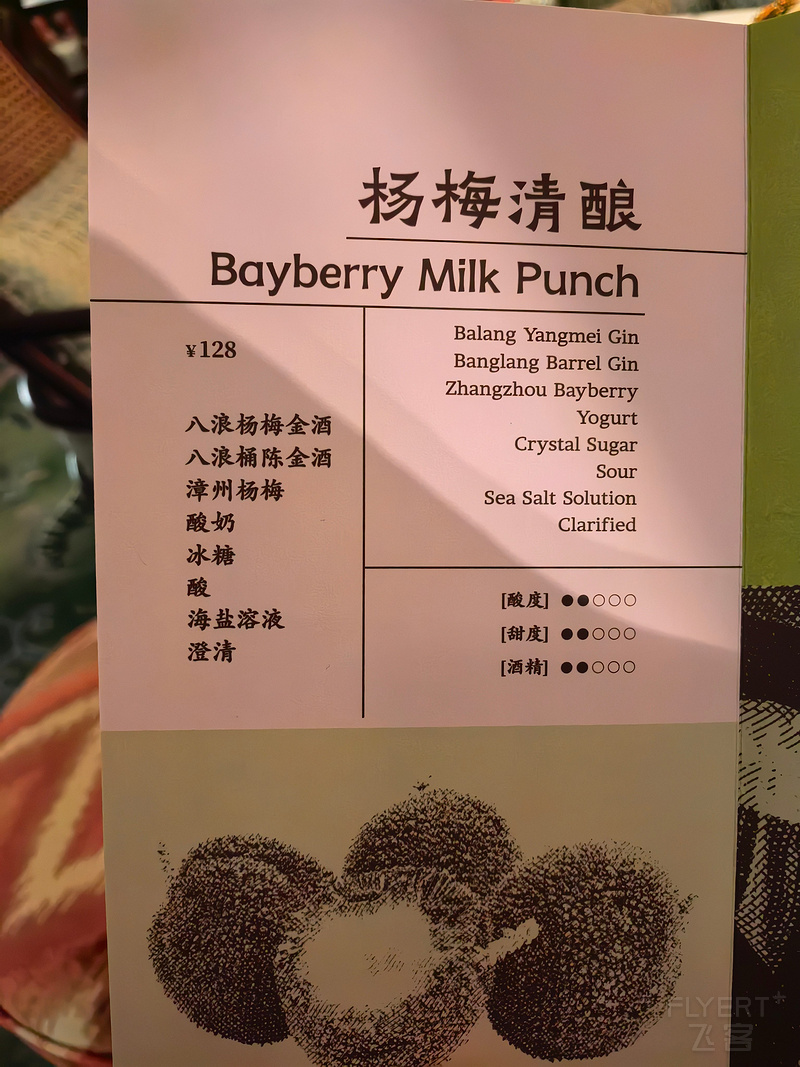 杨梅清酿
Bayberry Milk Punch
¥128
八浪杨梅金酒
八浪桶陈金酒
漳州杨梅
酸奶
冰糖
酸
海盐溶液
澄清
Balang Yangmei Gin
Banglang Barrel Gin
Zhangzhou Bayberry
Yogurt
Crystal Sugar
Sour
Sea Salt Solution
Clarified
[酸度] ●●○○○
[甜度] ●●○○○
[酒精] ●●○○○
FLYERT+
飞客